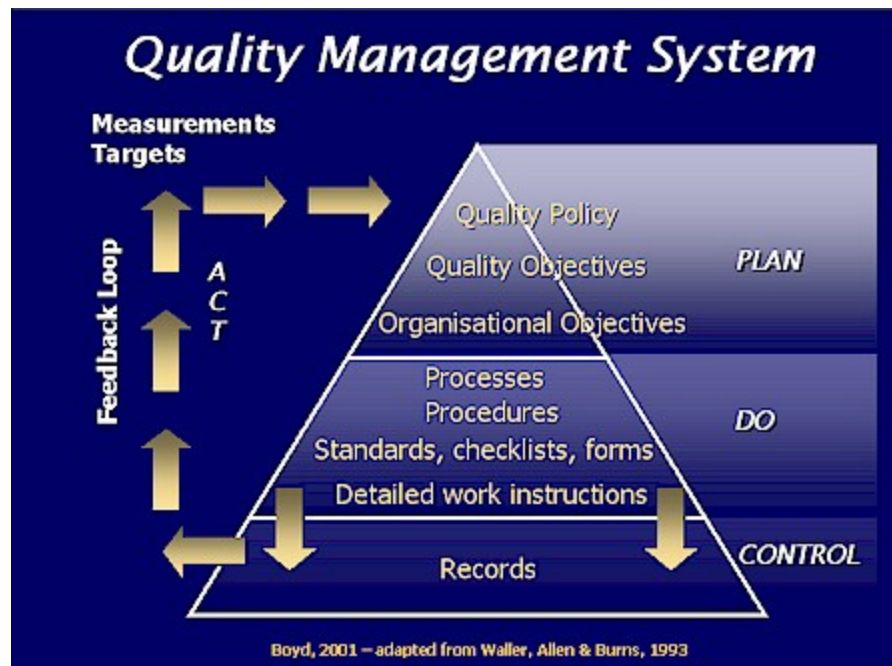 Quality Management System
Measurements
Targets
Feedback Loop
A
C
T
Quality Policy
Quality Objectives
Organisational Objectives
PLAN
Processes
Procedures
Standards, checklists, forms
Detailed work instructions
DO
Records
CONTROL
Boyd, 2001 – adapted from Waller, Allen & Burns, 1993